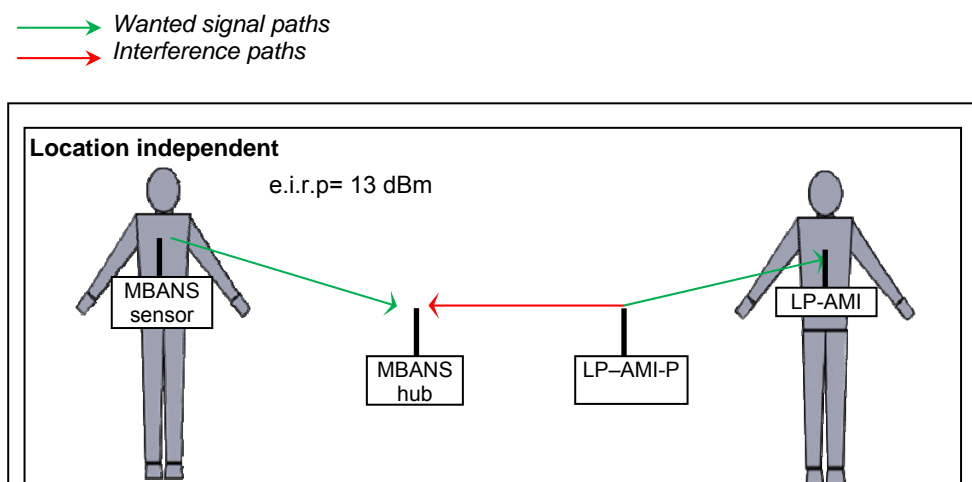 Wanted signal paths
Interference paths
Location independent
e.i.r.p= 13 dBm
MBANS
sensor
LP-AMI
MBANS
hub
LP–AMI-P